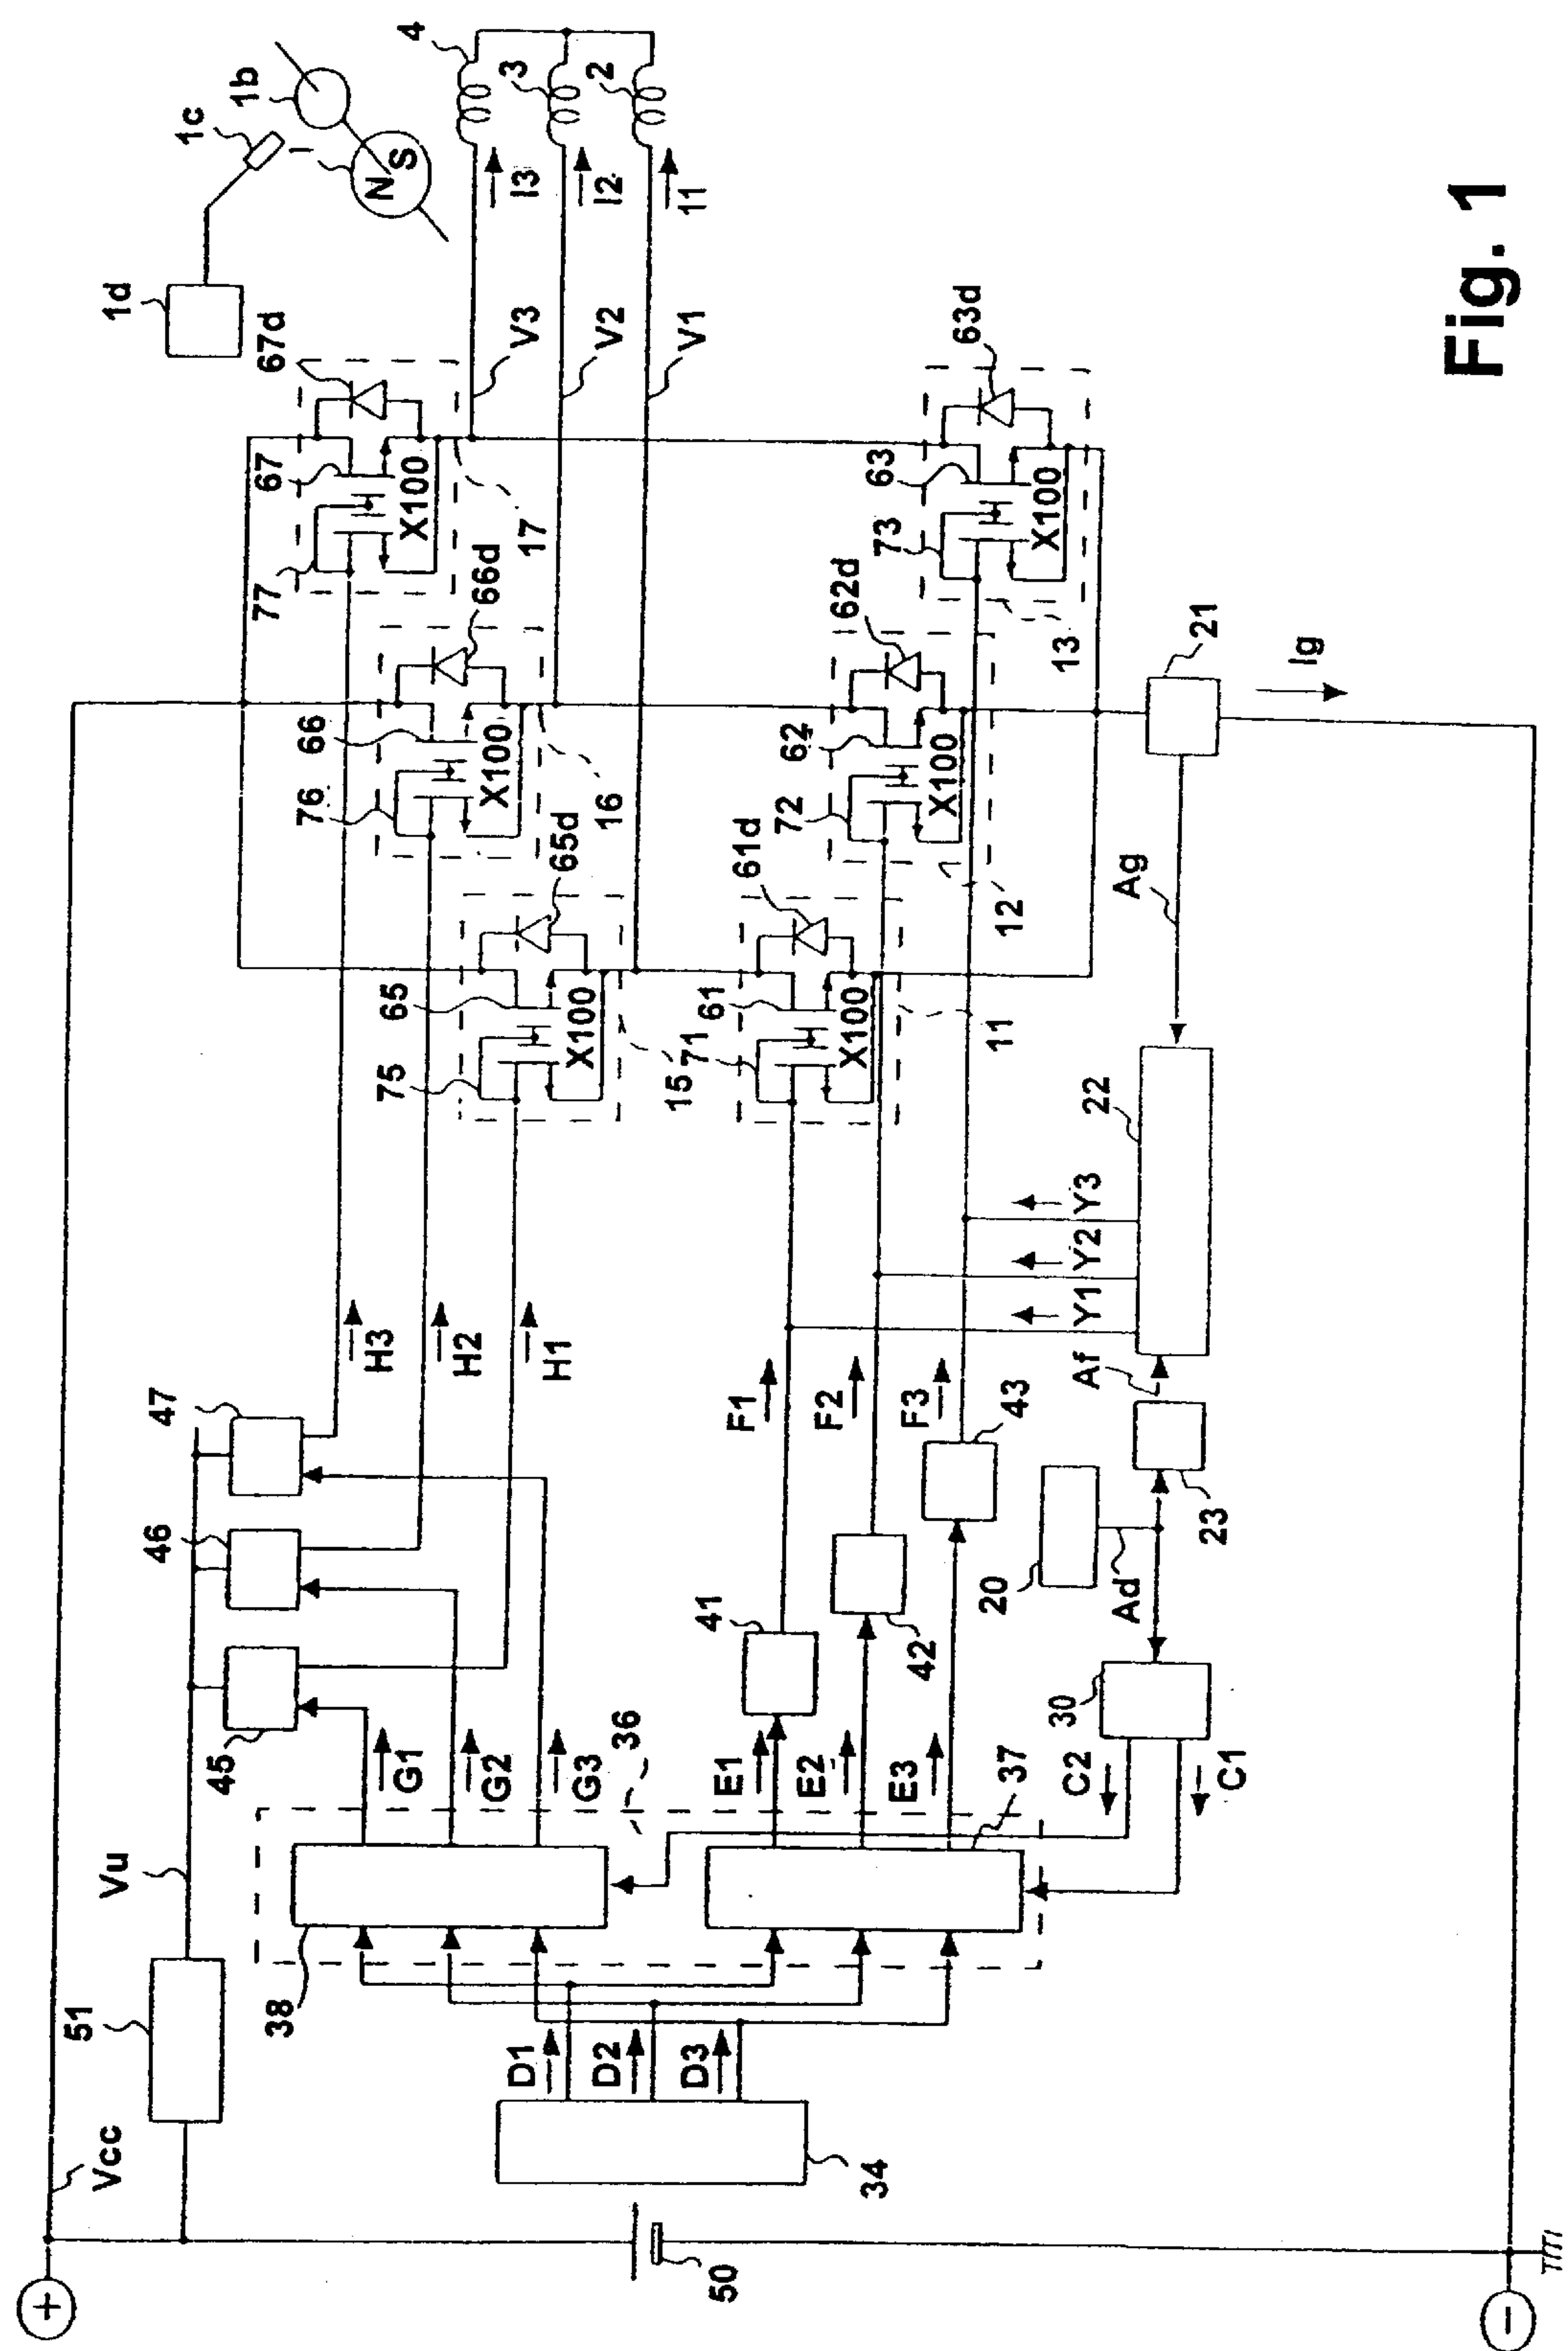 1d
1c
1b
N
S
4
3
2
I3
I2
11
V3
V2
V1
67d
67
77
X100
17
66d
66
76
X100
16
65d
65
75
X100
15
63d
63
73
X100
13
62d
62
72
X100
12
61d
61
71
X100
11
21
Ig
Ag
22
Y1
Y2
Y3
Af
23
20
Ad
30
C2
C1
47
46
45
H3
H2
H1
F1
F2
F3
41
42
43
G1
G2
G3
36
E1
E2
E3
37
38
Vu
51
D1
D2
D3
34
Vcc
50
+
−
Fig. 1